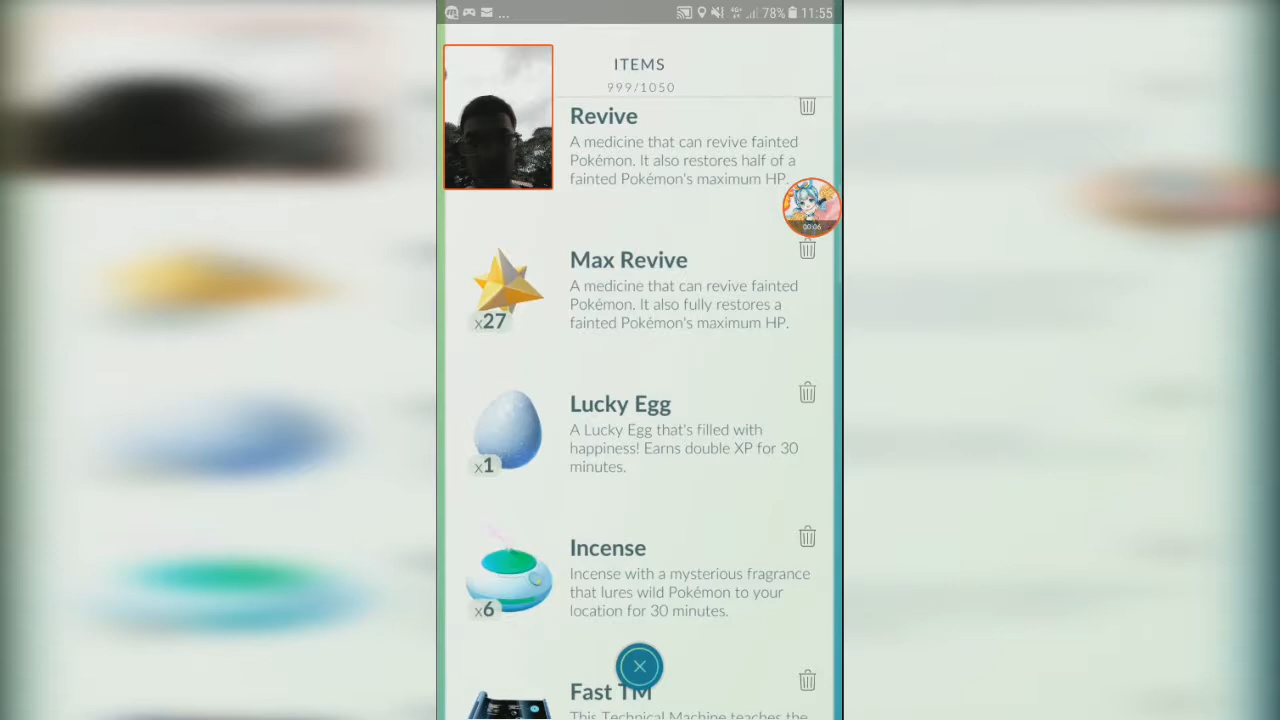 ... 78% 11:55
ITEMS
999/1050
Revive
A medicine that can revive fainted
Pokémon. It also restores half of a
fainted Pokémon's maximum HP.
00:06
Max Revive
A medicine that can revive fainted
Pokémon. It also fully restores a
fainted Pokémon's maximum HP.
x27
Lucky Egg
A Lucky Egg that's filled with
happiness! Earns double XP for 30
minutes.
x1
Incense
Incense with a mysterious fragrance
that lures wild Pokémon to your
location for 30 minutes.
x6
Fast TM
This Technical Machine teaches the